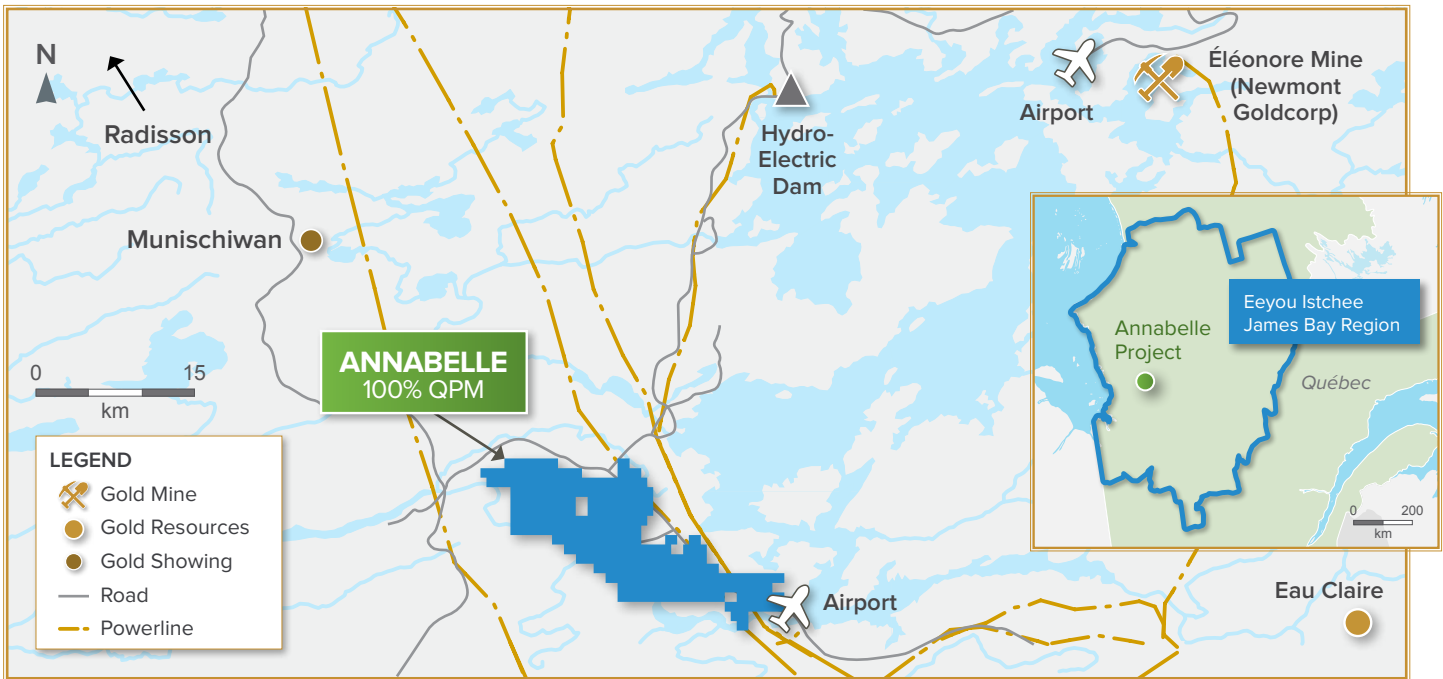 N
Radisson
Munischiwan
0 15
km
ANNABELLE
100% QPM
LEGEND
Gold Mine
Gold Resources
Gold Showing
Road
Powerline
Hydro-
Electric
Dam
Airport
Éléonore Mine
(Newmont
Goldcorp)
Eeyou Istchee
James Bay Region
Annabelle
Project
Québec
0 200
km
Airport
Eau Claire